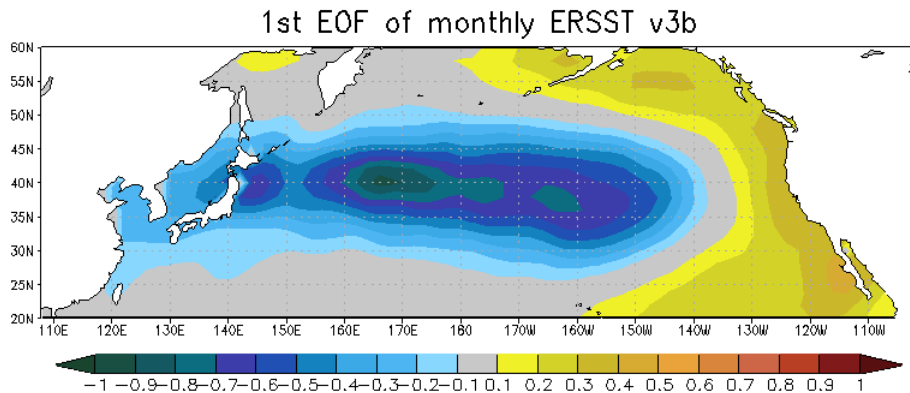 1st EOF of monthly ERSST v3b
60N
55N
50N
45N
40N
35N
30N
25N
20N
110E 120E 130E 140E 150E 160E 170E 180 170W 160W 150W 140W 130W 120W 110W
-1 -0.9 -0.8 -0.7 -0.6 -0.5 -0.4 -0.3 -0.2 -0.1 0.1 0.2 0.3 0.4 0.5 0.6 0.7 0.8 0.9 1